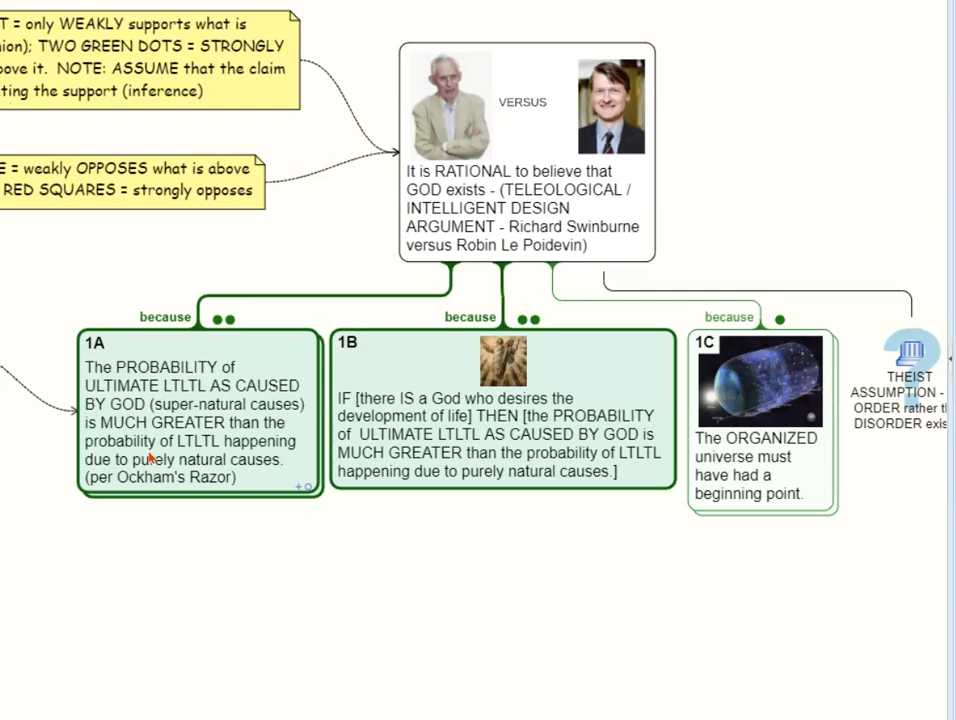 T = only WEAKLY supports what is
ion); TWO GREEN DOTS = STRONGLY
ove it. NOTE: ASSUME that the claim
ting the support (inference)
E = weakly OPPOSES what is above
RED SQUARES = strongly opposes
VERSUS
It is RATIONAL to believe that
GOD exists - (TELEOLOGICAL /
INTELLIGENT DESIGN
ARGUMENT - Richard Swinburne
versus Robin Le Poidevin)
because
1A
The PROBABILITY of
ULTIMATE LTLTL AS CAUSED
BY GOD (super-natural causes)
is MUCH GREATER than the
probability of LTLTL happening
due to purely natural causes.
(per Ockham's Razor)
because
1B
IF [there IS a God who desires the
development of life] THEN [the PROBABILITY
of ULTIMATE LTLTL AS CAUSED BY GOD is
MUCH GREATER than the probability of LTLTL
happening due to purely natural causes.]
because
1C
The ORGANIZED
universe must
have had a
beginning point.
?
THEIST
ASSUMPTION -
ORDER rather th
DISORDER exis